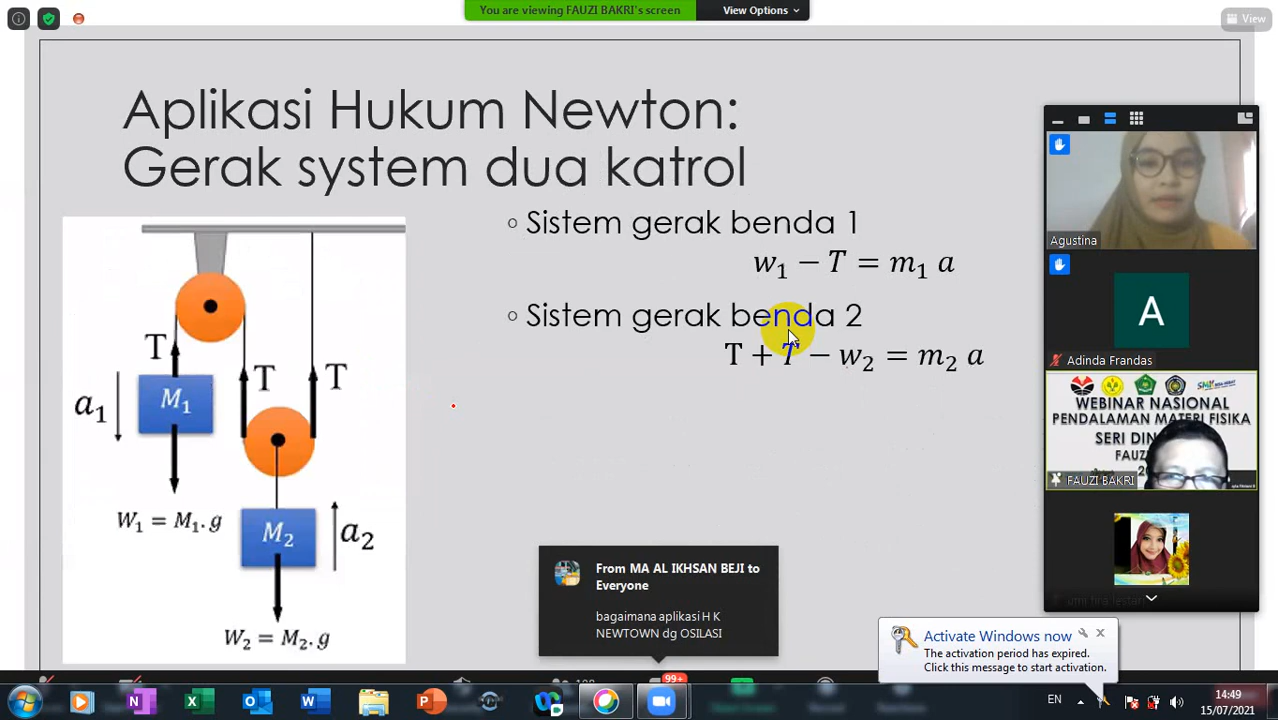 You are viewing FAUZI BAKRI's screen
View Options
View
Aplikasi Hukum Newton:
Gerak system dua katrol
T
T
T
a₁
M₁
W₁ = M₁.g
M₂
a₂
W₂ = M₂.g
◦ Sistem gerak benda 1
w₁ − T = m₁ a
◦ Sistem gerak benda 2
T + T − w₂ = m₂ a
Agustina
A
Adinda Frandas
WEBINAR NASIONAL
PENDALAMAN MATERI FISIKA
SERI DIN
FAUZ
FAUZI BAKRI
From MA AL IKHSAN BEJI to
Everyone
bagaimana aplikasi H K
NEWTOWN dg OSILASI
Activate Windows now
The activation period has expired.
Click this message to start activation.
99+
EN
14:49
15/07/2021